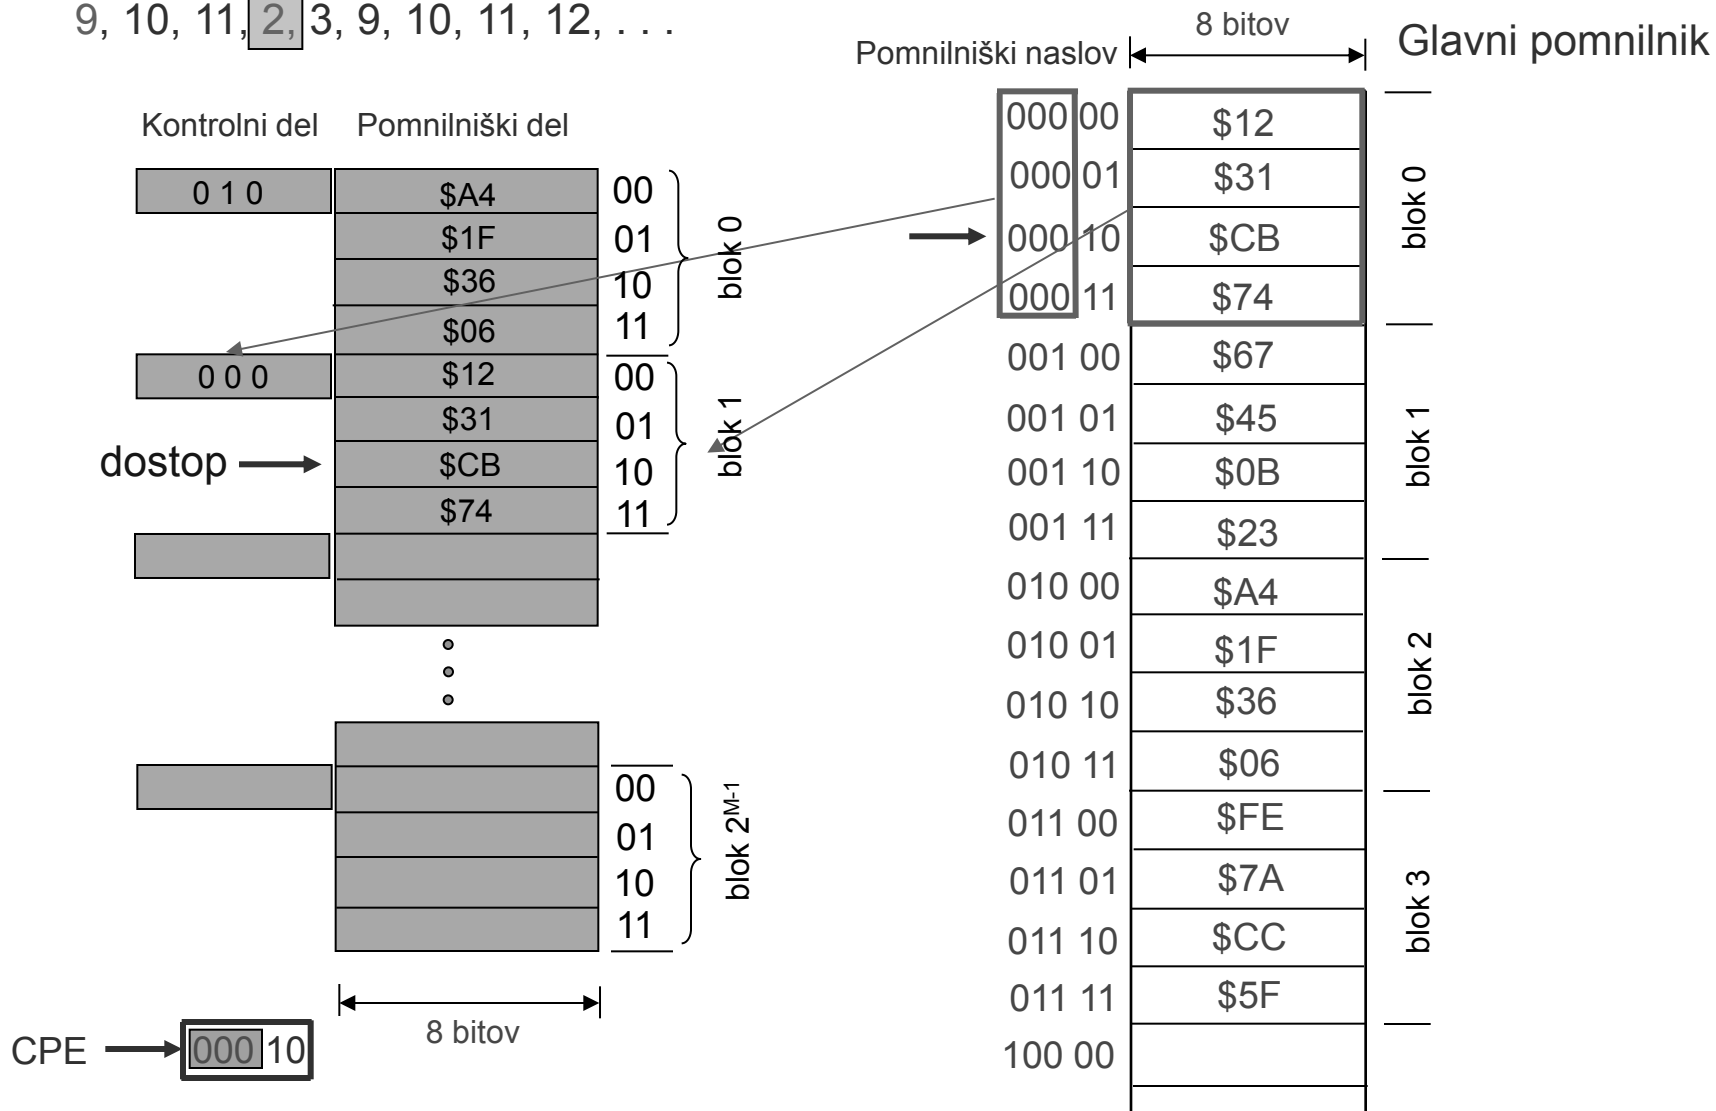 9, 10, 11, 2, 3, 9, 10, 11, 12, . . .
Pomnilniški naslov
8 bitov
Glavni pomnilnik
Kontrolni del
Pomnilniški del
0 1 0
$A4
00
$1F
01
$36
10
$06
11
blok 0
0 0 0
$12
00
$31
01
dostop
$CB
10
$74
11
blok 1
00
01
10
11
blok 2M-1
8 bitov
CPE
000 10
000 00 $12
000 01 $31
000 10 $CB
000 11 $74
blok 0
001 00 $67
001 01 $45
001 10 $0B
001 11 $23
blok 1
010 00 $A4
010 01 $1F
010 10 $36
010 11 $06
blok 2
011 00 $FE
011 01 $7A
011 10 $CC
011 11 $5F
blok 3
100 00